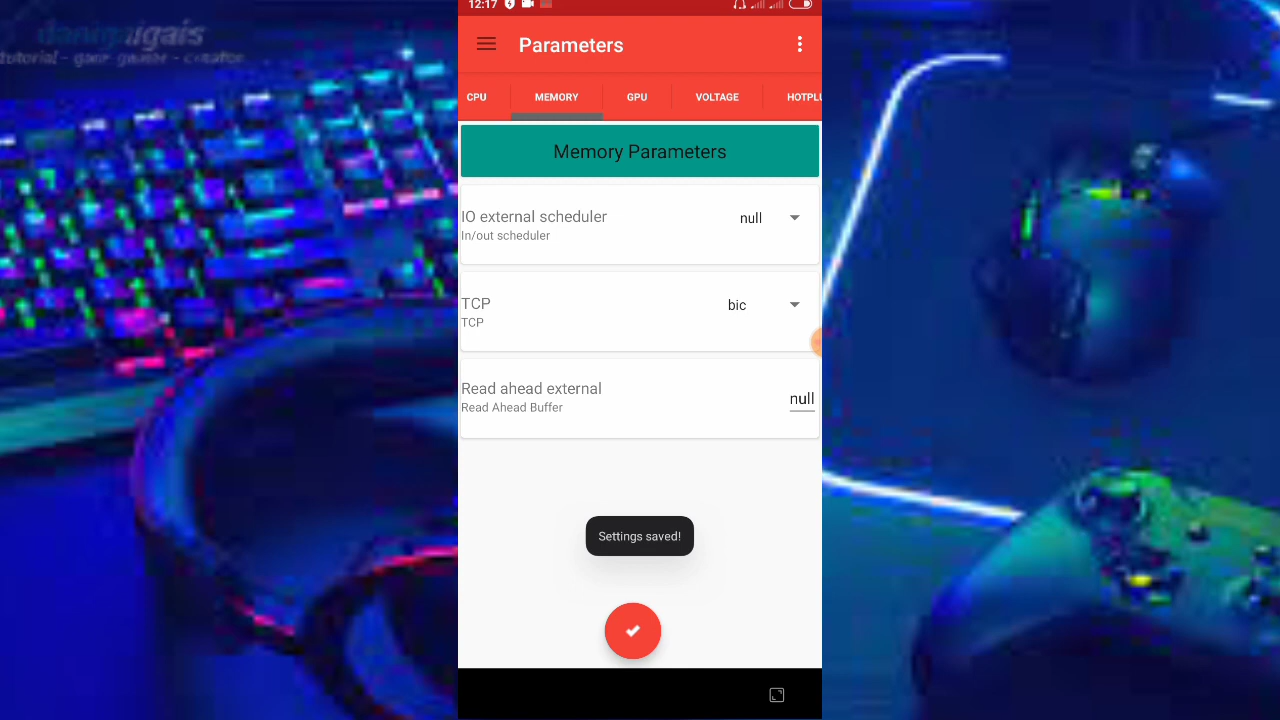 12:17
Parameters
CPU
MEMORY
GPU
VOLTAGE
HOTPLU
Memory Parameters
IO external scheduler
null
In/out scheduler
TCP
bic
TCP
Read ahead external
null
Read Ahead Buffer
Settings saved!